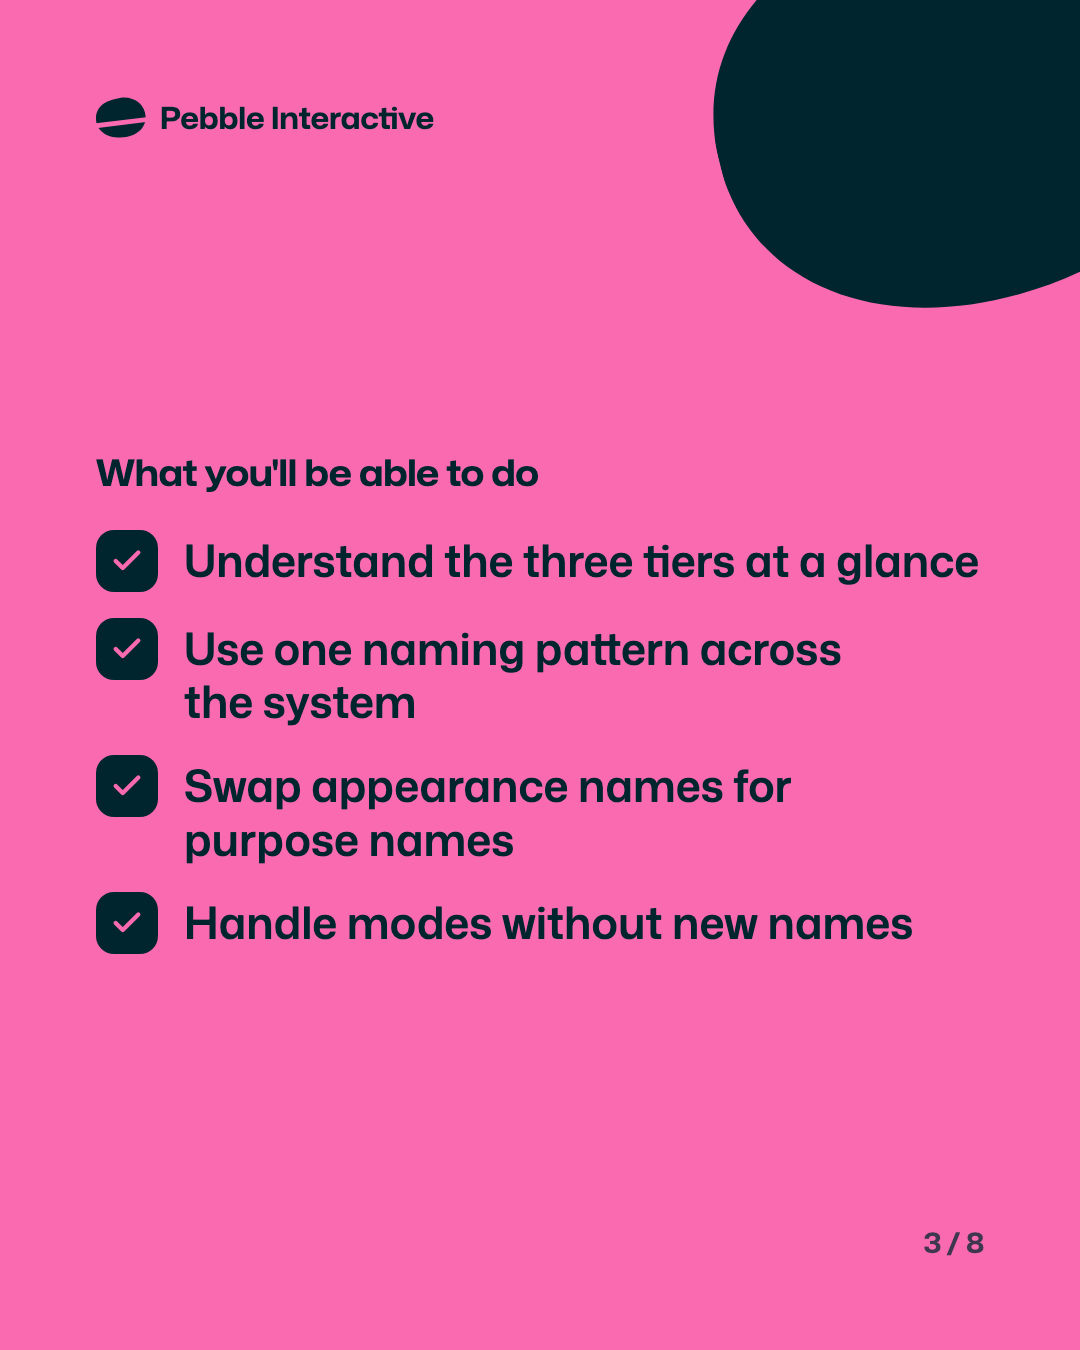 Pebble Interactive
What you'll be able to do
Understand the three tiers at a glance
Use one naming pattern across
the system
Swap appearance names for
purpose names
Handle modes without new names
3 / 8